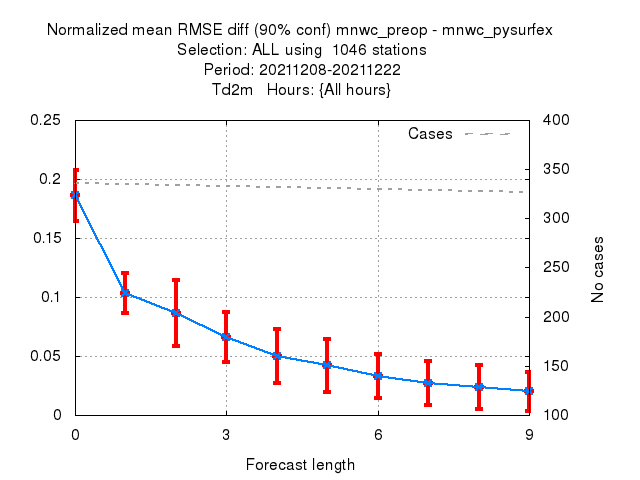 Normalized mean RMSE diff (90% conf) mnwc_preop - mnwc_pysurfex
Selection: ALL using  1046 stations
Period: 20211208-20211222
Td2m   Hours: {All hours}
0.25
0.2
0.15
0.1
0.05
0
Cases
400
350
300
250
200
150
100
No cases
0
3
6
9
Forecast length